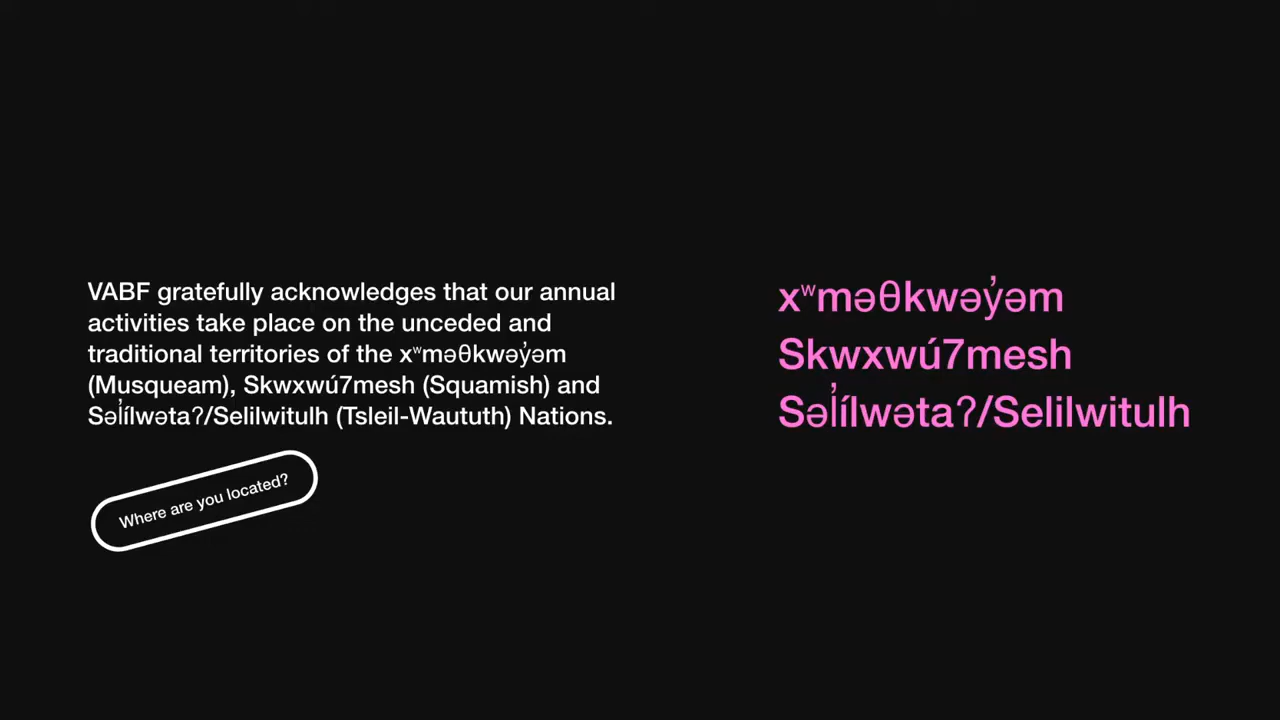 VABF gratefully acknowledges that our annual
activities take place on the unceded and
traditional territories of the xʷməθkwəy̓əm
(Musqueam), Skwxwú7mesh (Squamish) and
Səl̓ílwətaʔ/Selilwitulh (Tsleil-Waututh) Nations.
Where are you located?
xʷməθkwəy̓əm
Skwxwú7mesh
Səl̓ílwətaʔ/Selilwitulh